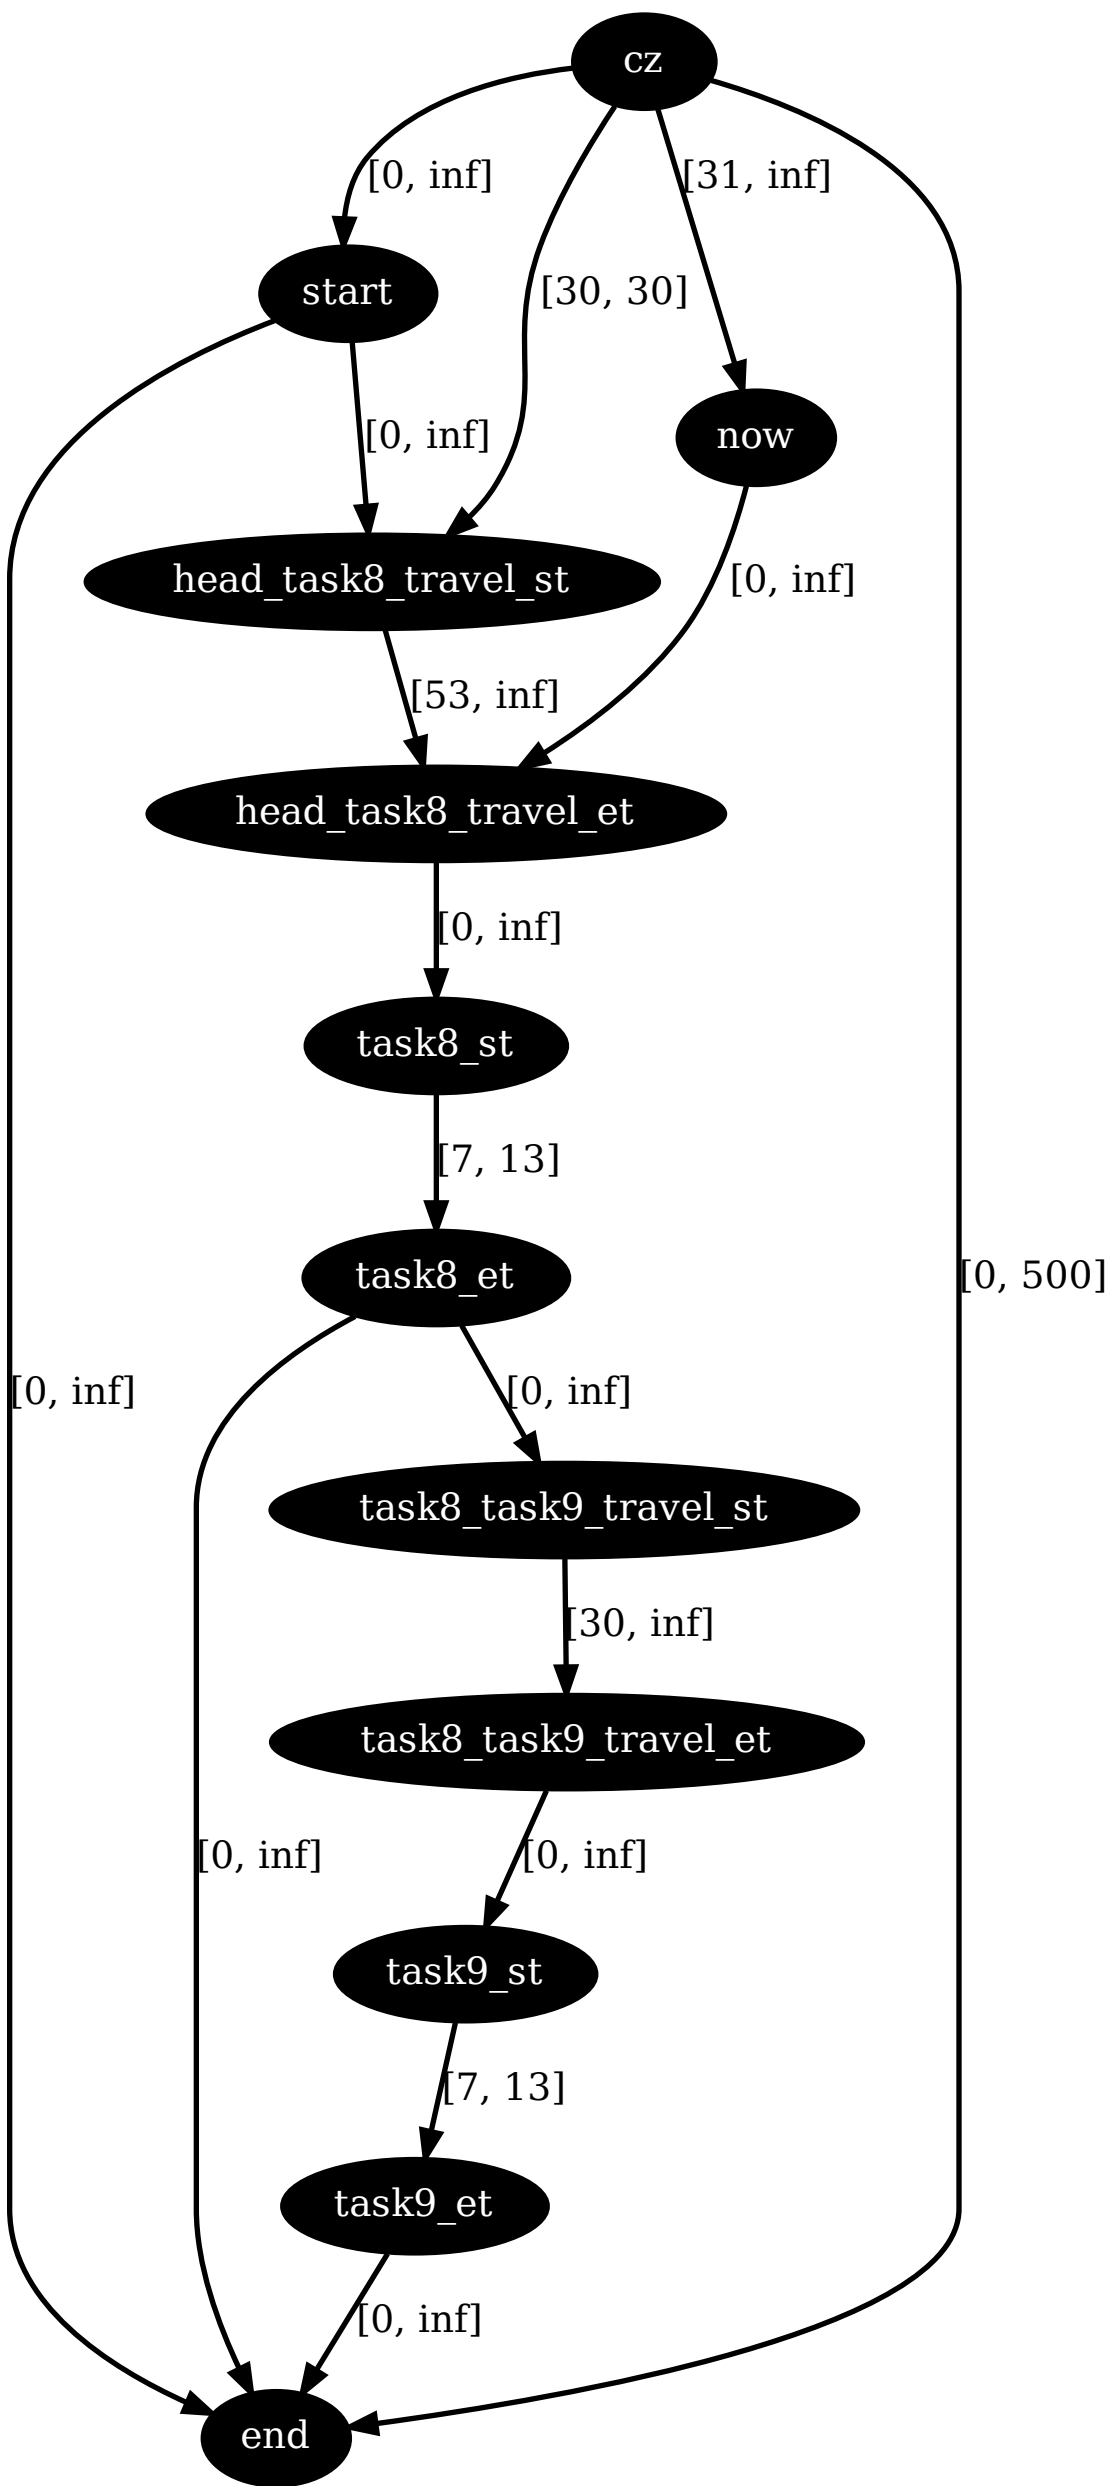 cz
[0, inf]
[31, inf]
start
[30, 30]
now
[0, inf]
head_task8_travel_st
[0, inf]
[53, inf]
head_task8_travel_et
[0, inf]
task8_st
[7, 13]
task8_et
[0, 500]
[0, inf]
[0, inf]
task8_task9_travel_st
[30, inf]
task8_task9_travel_et
[0, inf]
[0, inf]
task9_st
[7, 13]
task9_et
[0, inf]
end